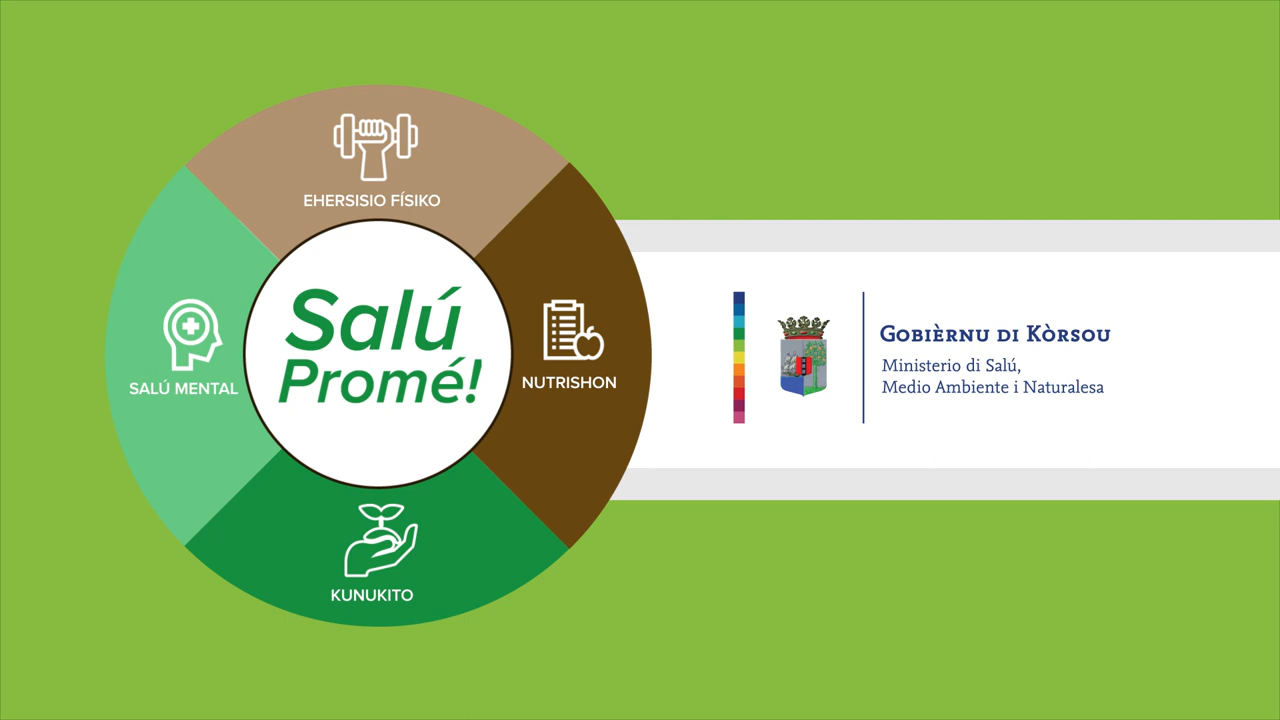 EHERSISIO FÍSIKO
SALÚ MENTAL
Salú
Promé!
NUTRISHON
KUNUKITO
GOBIÈRNU DI KÒRSOU
Ministerio di Salú,
Medio Ambiente i Naturalesa